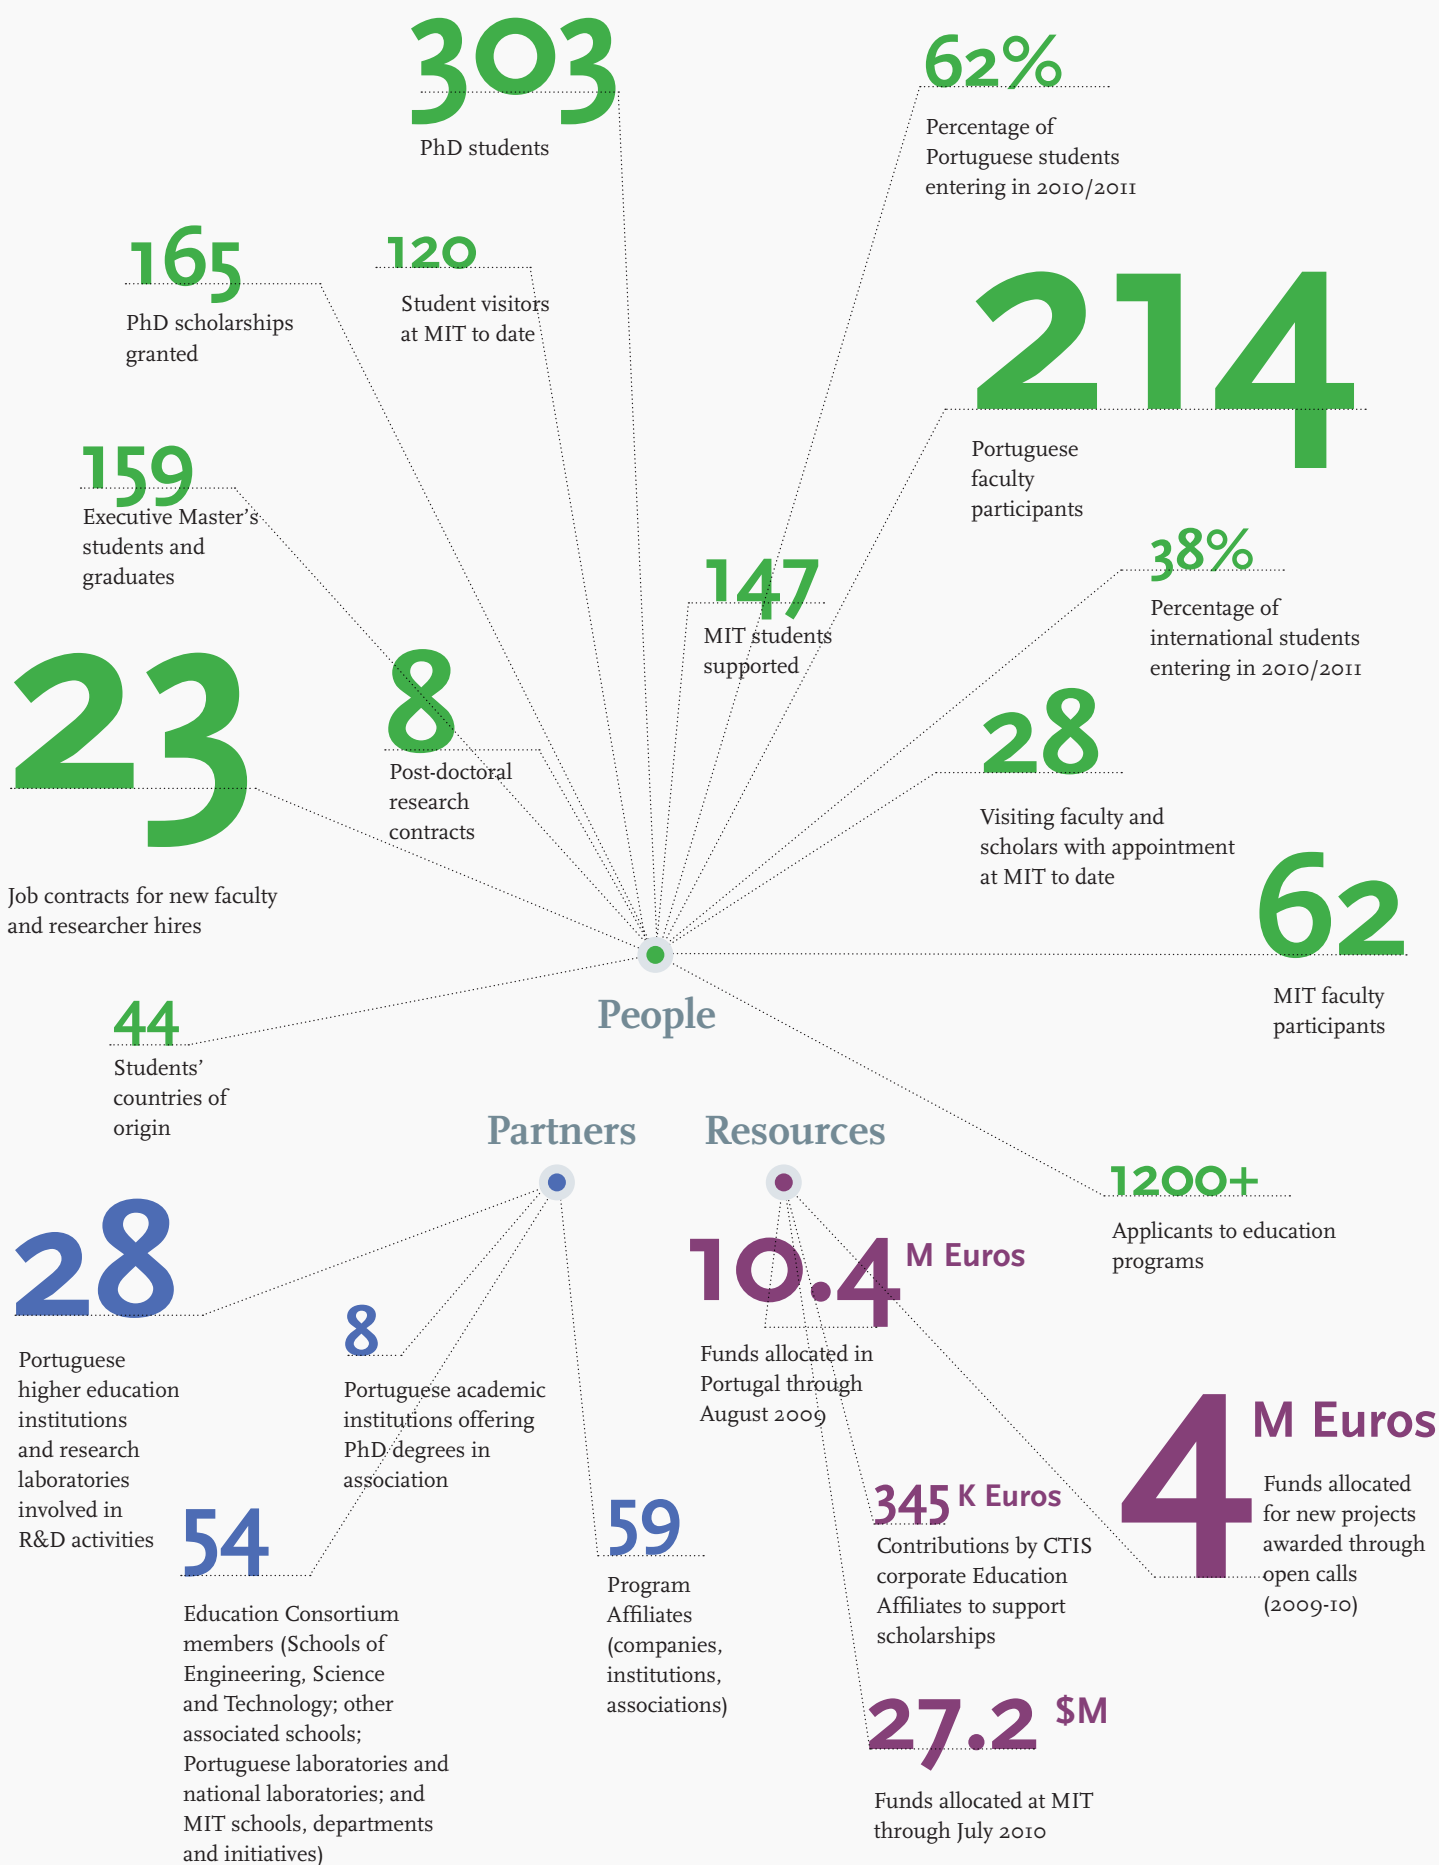 303
PhD students
62%
Percentage of
Portuguese students
entering in 2010/2011
165
PhD scholarships
granted
120
Student visitors
at MIT to date
214
Portuguese
faculty
participants
159
Executive Master’s
students and
graduates
147
MIT students
supported
38%
Percentage of
international students
entering in 2010/2011
23
Job contracts for new faculty
and researcher hires
8
Post-doctoral
research
contracts
28
Visiting faculty and
scholars with appointment
at MIT to date
62
MIT faculty
participants
People
44
Students’
countries of
origin
1200+
Applicants to education
programs
Partners
28
Portuguese
higher education
institutions
and research
laboratories
involved in
R&D activities
8
Portuguese academic
institutions offering
PhD degrees in
association
54
Education Consortium
members (Schools of
Engineering, Science
and Technology; other
associated schools;
Portuguese laboratories and
national laboratories; and
MIT schools, departments
and initiatives)
59
Program
Affiliates
(companies,
institutions,
associations)
Resources
10.4 M Euros
Funds allocated in
Portugal through
August 2009
345 K Euros
Contributions by CTIS
corporate Education
Affiliates to support
scholarships
4 M Euros
Funds allocated
for new projects
awarded through
open calls
(2009-10)
27.2 $M
Funds allocated at MIT
through July 2010